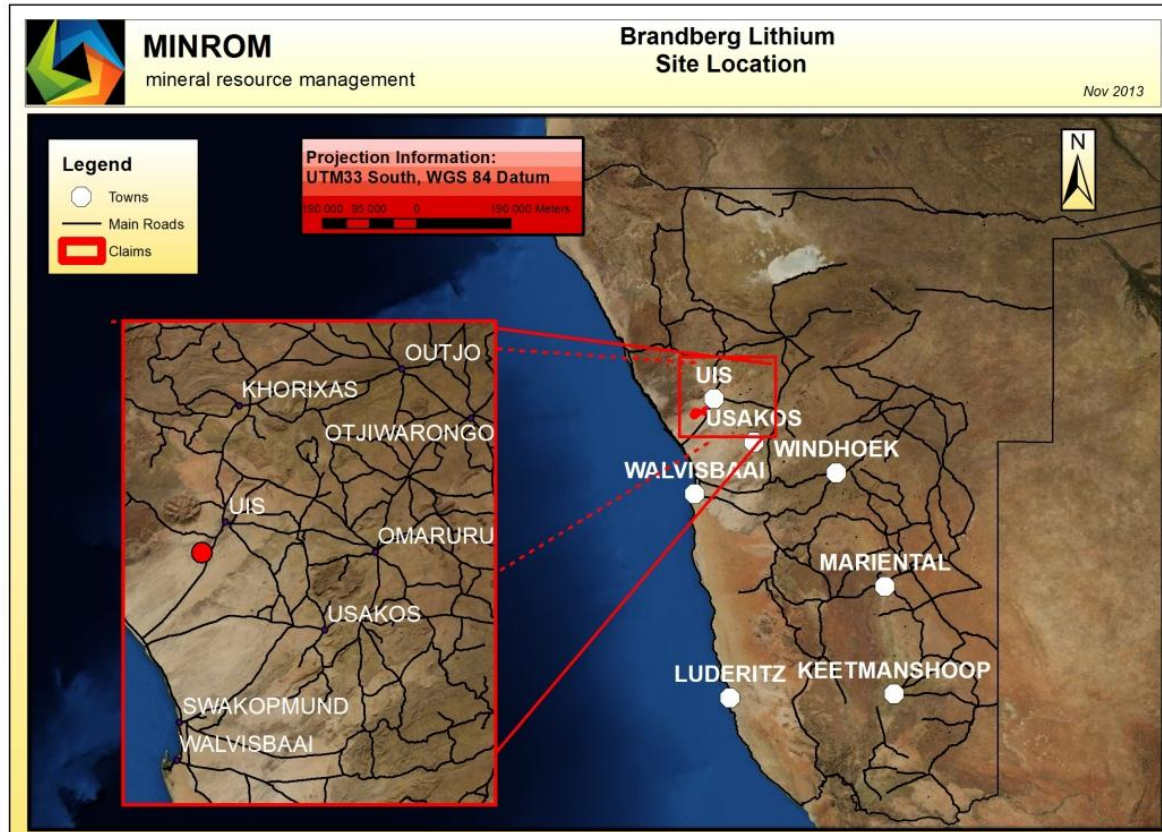 MINROM
mineral resource management
Brandberg Lithium
Site Location
Nov 2013
Legend
Towns
Main Roads
Claims
Projection Information:
UTM33 South, WGS 84 Datum
190 000 95 000 0 190 000 Meters
N
OUTJO
KHORIXAS
OTJIWARONGO
UIS
OMARURU
USAKOS
SWAKOPMUND
WALVISBAAI
UIS
USAKOS
WINDHOEK
WALVISBAAI
MARIENTAL
LUDERITZ
KEETMANSHOOP